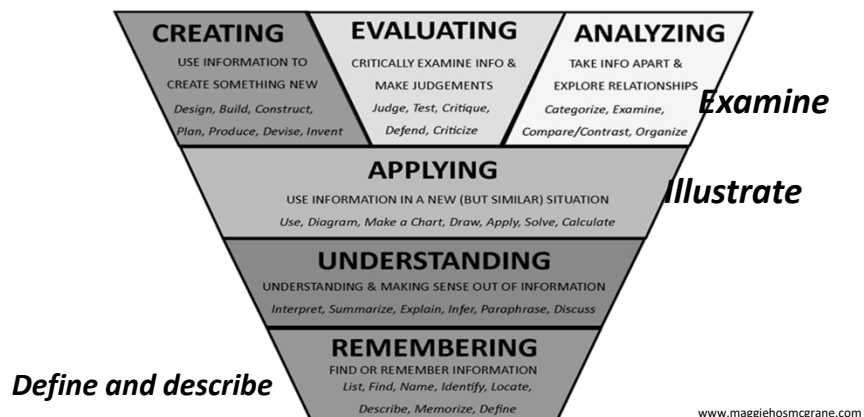 CREATING
USE INFORMATION TO
CREATE SOMETHING NEW
Design, Build, Construct,
Plan, Produce, Devise, Invent
EVALUATING
CRITICALLY EXAMINE INFO &
MAKE JUDGEMENTS
Judge, Test, Critique,
Defend, Criticize
ANALYZING
TAKE INFO APART &
EXPLORE RELATIONSHIPS
Categorize, Examine,
Compare/Contrast, Organize
Examine
APPLYING
USE INFORMATION IN A NEW (BUT SIMILAR) SITUATION
Use, Diagram, Make a Chart, Draw, Apply, Solve, Calculate
Illustrate
UNDERSTANDING
UNDERSTANDING & MAKING SENSE OUT OF INFORMATION
Interpret, Summarize, Explain, Infer, Paraphrase, Discuss
REMEMBERING
FIND OR REMEMBER INFORMATION
List, Find, Name, Identify, Locate,
Describe, Memorize, Define
Define and describe
www.maggiehosmcgrane.com